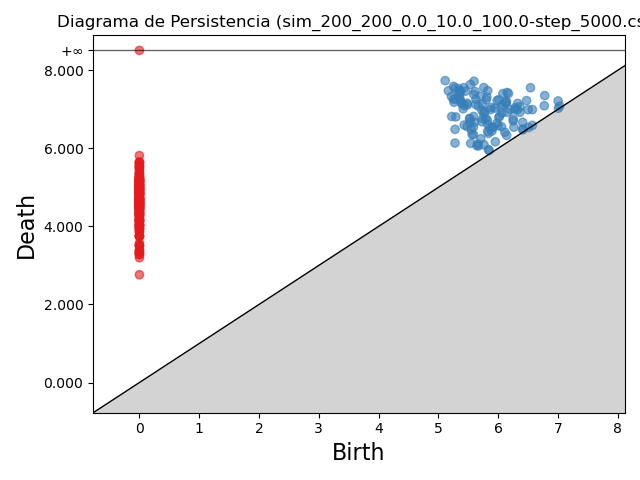 Diagrama de Persistencia (sim_200_200_0.0_10.0_100.0-step_5000.cs
+∞
8.000
6.000
4.000
2.000
0.000
Death
0 1 2 3 4 5 6 7 8
Birth